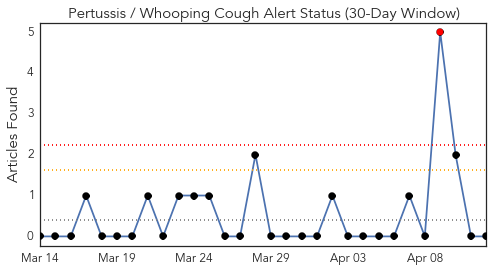 Pertussis / Whooping Cough Alert Status (30-Day Window)
Articles Found
5
4
3
2
1
0
Mar 14 Mar 19 Mar 24 Mar 29 Apr 03 Apr 08